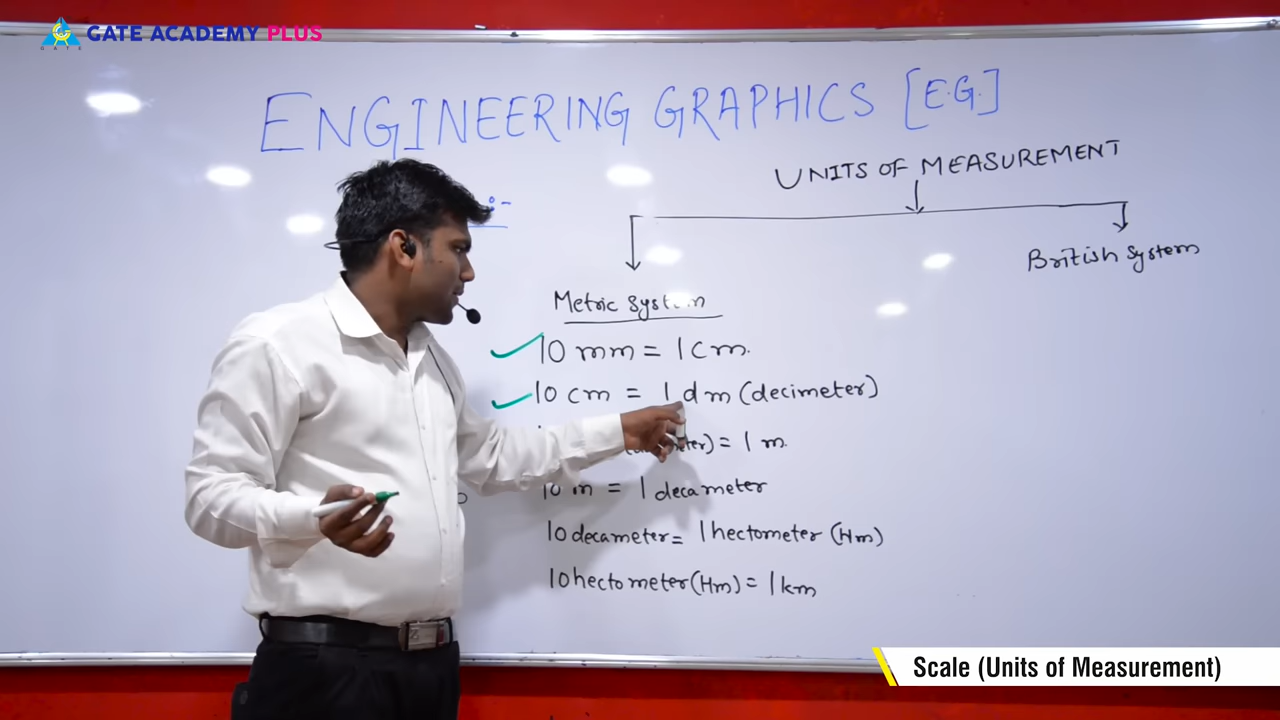 GATE ACADEMY PLUS
GATE
ENGINEERING GRAPHICS [E.G.]
UNITS OF MEASUREMENT
British System
Metric System
10 mm = 1 cm.
10 cm = 1 dm (decimeter)
) = 1 m.
10 m = 1 decameter
10 decameter = 1 hectometer (Hm)
10 hectometer (Hm) = 1 km
Scale (Units of Measurement)